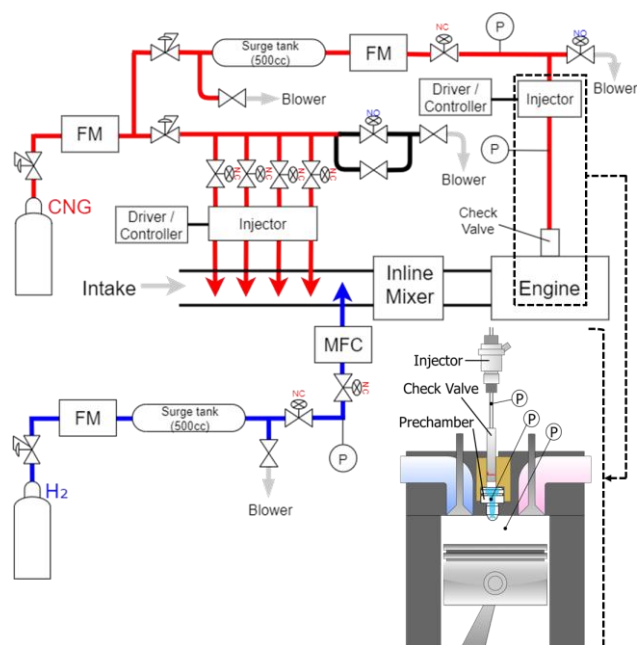 NC
P
NO
Surge tank
(500cc)
FM
Blower
Blower
Driver /
Controller
Injector
FM
NO
P
NC
NC
NC
NC
Blower
CNG
Driver /
Controller
Injector
Check
Valve
Intake
Inline
Mixer
Engine
MFC
Injector
NC
Check Valve
P
FM
Surge tank
(500cc)
NC
Prechamber
P
P
P
H2
Blower